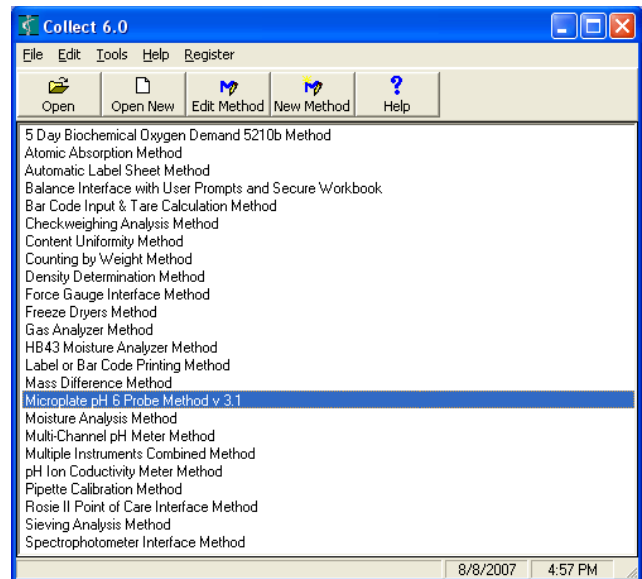 Collect 6.0
File Edit Tools Help Register
Open Open New Edit Method New Method Help
5 Day Biochemical Oxygen Demand 5210b Method
Atomic Absorption Method
Automatic Label Sheet Method
Balance Interface with User Prompts and Secure Workbook
Bar Code Input & Tare Calculation Method
Checkweighing Analysis Method
Content Uniformity Method
Counting by Weight Method
Density Determination Method
Force Gauge Interface Method
Freeze Dryers Method
Gas Analyzer Method
HB43 Moisture Analyzer Method
Label or Bar Code Printing Method
Mass Difference Method
Microplate pH 6 Probe Method v 3.1
Moisture Analysis Method
Multi-Channel pH Meter Method
Multiple Instruments Combined Method
pH Ion Coductivity Meter Method
Pipette Calibration Method
Rosie II Point of Care Interface Method
Sieving Analysis Method
Spectrophotometer Interface Method
8/8/2007 4:57 PM